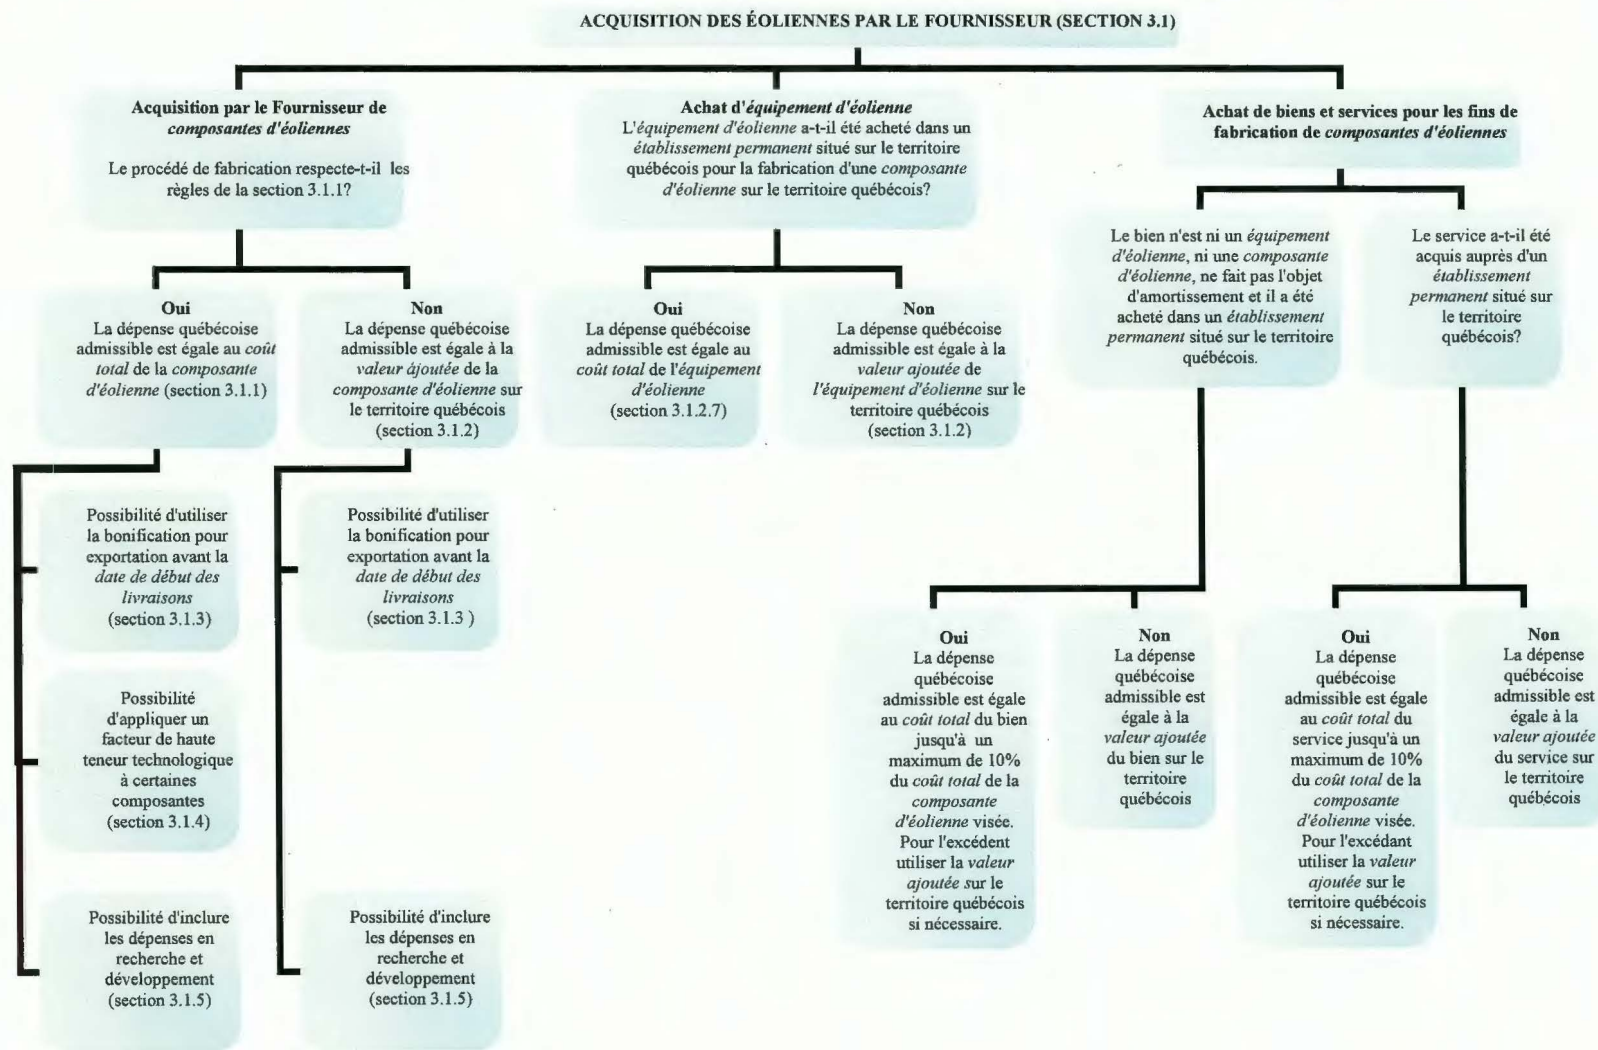 ACQUISITION DES ÉOLIENNES PAR LE FOURNISSEUR (SECTION 3.1)
Acquisition par le Fournisseur de
composantes d'éoliennes
Le procédé de fabrication respecte-t-il les
règles de la section 3.1.1?
Achat d'équipement d'éolienne
L'équipement d'éolienne a-t-il été acheté dans un
établissement permanent situé sur le territoire
québécois pour la fabrication d'une composante
d'éolienne sur le territoire québécois?
Achat de biens et services pour les fins de
fabrication de composantes d'éoliennes
Le bien n'est ni un équipement
d'éolienne, ni une composante
d'éolienne, ne fait pas l'objet
d'amortissement et il a été
acheté dans un établissement
permanent situé sur le territoire
québécois.
Le service a-t-il été
acquis auprès d'un
établissement
permanent situé sur
le territoire
québécois?
Oui
La dépense québécoise
admissible est égale au coût
total de la composante
d'éolienne (section 3.1.1)
Non
La dépense québécoise
admissible est égale à la
valeur ajoutée de la
composante d'éolienne sur
le territoire québécois
(section 3.1.2)
Oui
La dépense québécoise
admissible est égale au
coût total de l'équipement
d'éolienne
(section 3.1.2.7)
Non
La dépense québécoise
admissible est égale à la
valeur ajoutée de
l'équipement d'éolienne sur le
territoire québécois
(section 3.1.2)
Possibilité d'utiliser
la bonification pour
exportation avant la
date de début des
livraisons
(section 3.1.3)
Possibilité d'utiliser
la bonification pour
exportation avant la
date de début des
livraisons
(section 3.1.3 )
Possibilité
d'appliquer un
facteur de haute
teneur technologique
à certaines
composantes
(section 3.1.4)
Possibilité d'inclure
les dépenses en
recherche et
développement
(section 3.1.5)
Possibilité d'inclure
les dépenses en
recherche et
développement
(section 3.1.5)
Oui
La dépense
québécoise
admissible est égale
au coût total du bien
jusqu'à un
maximum de 10%
du coût total de la
composante
d'éolienne visée.
Pour l'excédent
utiliser la valeur
ajoutée sur le
territoire québécois
si nécessaire.
Non
La dépense
québécoise
admissible est
égale à la
valeur ajoutée
du bien sur le
territoire
québécois
Oui
La dépense
québécoise
admissible est égale
au coût total du
service jusqu'à un
maximum de 10%
du coût total de la
composante
d'éolienne visée.
Pour l'excédant
utiliser la valeur
ajoutée sur le
territoire québécois
si nécessaire.
Non
La dépense
québécoise
admissible est
égale à la
valeur ajoutée
du service sur
le territoire
québécois